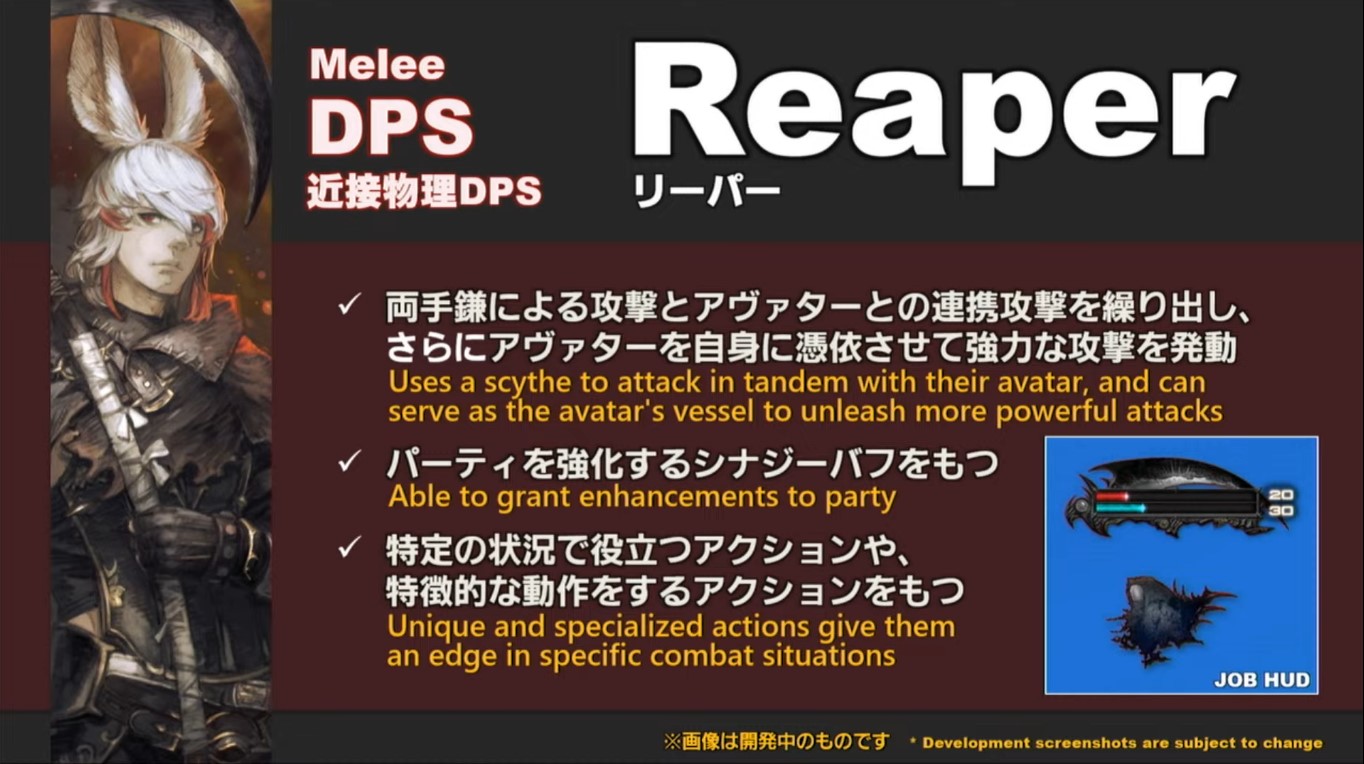 Melee
DPS
近接物理DPS
Reaper
リーパー
✓ 両手鎌による攻撃とアヴァターとの連携攻撃を繰り出し、
さらにアヴァターを自身に憑依させて強力な攻撃を発動
Uses a scythe to attack in tandem with their avatar, and can
serve as the avatar's vessel to unleash more powerful attacks
✓ パーティを強化するシナジーバフをもつ
Able to grant enhancements to party
✓ 特定の状況で役立つアクションや、
特徴的な動作をするアクションをもつ
Unique and specialized actions give them
an edge in specific combat situations
20
30
JOB HUD
※画像は開発中のものです * Development screenshots are subject to change